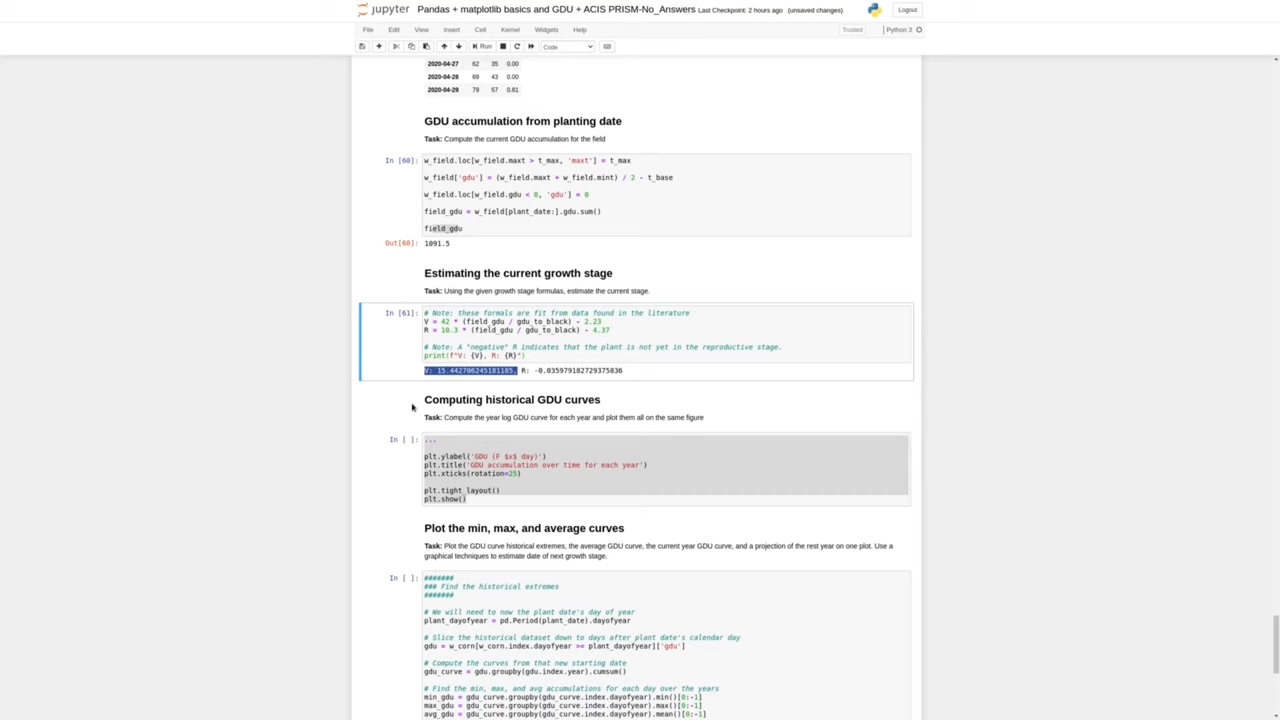 jupyter Pandas + matplotlib basics and GDU + ACIS PRISM-No_Answers Last Checkpoint: 2 hours ago (unsaved changes) Logout
File Edit View Insert Cell Kernel Widgets Help Trusted Python 3
Run Code
2020-04-27 62 35 0.00
2020-04-28 69 43 0.00
2020-04-29 79 57 0.81
GDU accumulation from planting date
Task: Compute the current GDU accumulation for the field
In [60]: w_field.loc[w_field.maxt > t_max, 'maxt'] = t_max
w_field['gdu'] = (w_field.maxt + w_field.mint) / 2 - t_base
w_field.loc[w_field.gdu < 0, 'gdu'] = 0
field_gdu = w_field[plant_date:].gdu.sum()
field_gdu
Out[60]: 1091.5
Estimating the current growth stage
Task: Using the given growth stage formulas, estimate the current stage.
In [61]: # Note: these formals are fit from data found in the literature
V = 42 * (field_gdu / gdu_to_black) - 2.23
R = 10.3 * (field_gdu / gdu_to_black) - 4.37
# Note: A "negative" R indicates that the plant is not yet in the reproductive stage.
print(f"V: {V}, R: {R}")
V: 15.442706245181185, R: -0.035979182729375836
Computing historical GDU curves
Task: Compute the year log GDU curve for each year and plot them all on the same figure
In [ ]: ...
plt.ylabel('GDU (F $x$ day)')
plt.title('GDU accumulation over time for each year')
plt.xticks(rotation=25)
plt.tight_layout()
plt.show()
Plot the min, max, and average curves
Task: Plot the GDU curve historical extremes, the average GDU curve, the current year GDU curve, and a projection of the rest year on one plot. Use a
graphical techniques to estimate date of next growth stage.
In [ ]: #######
### Find the historical extremes
#######
# We will need to now the plant date's day of year
plant_dayofyear = pd.Period(plant_date).dayofyear
# Slice the historical dataset down to days after plant date's calendar day
gdu = w_corn[w_corn.index.dayofyear >= plant_dayofyear]['gdu']
# Compute the curves from that new starting date
gdu_curve = gdu.groupby(gdu.index.year).cumsum()
# Find the min, max, and avg accumulations for each day over the years
min_gdu = gdu_curve.groupby(gdu_curve.index.dayofyear).min()[0:-1]
max_gdu = gdu_curve.groupby(gdu_curve.index.dayofyear).max()[0:-1]
avg_gdu = gdu_curve.groupby(gdu_curve.index.dayofyear).mean()[0:-1]